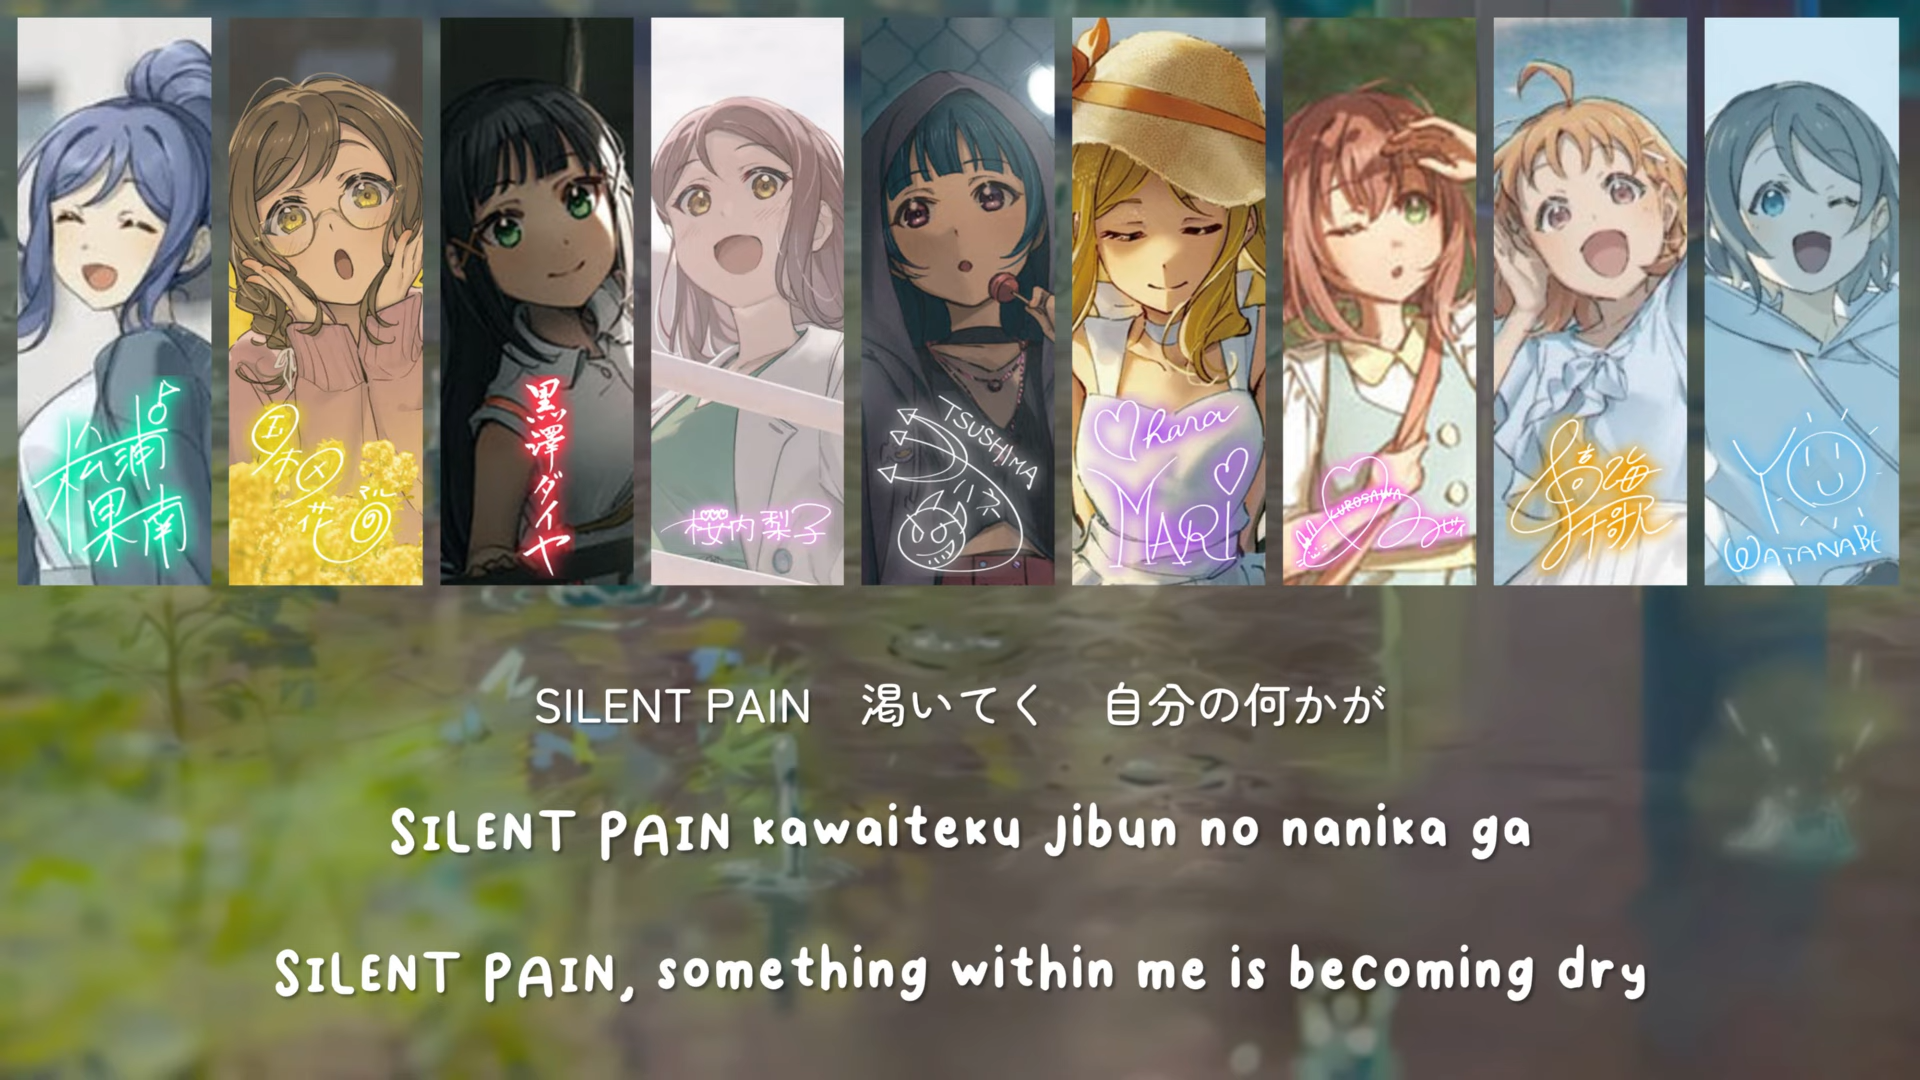 松浦
果南
国木田
花丸
黒澤ダイヤ
桜内梨子
TSUSHIMA
ヨハネ
Ohara
MARI
KUROSAWA
ルビィ
高海
千歌
YOU
WATANABE
SILENT PAIN　渇いてく　自分の何かが
SILENT PAIN kawaiteku jibun no nanika ga
SILENT PAIN, something within me is becoming dry